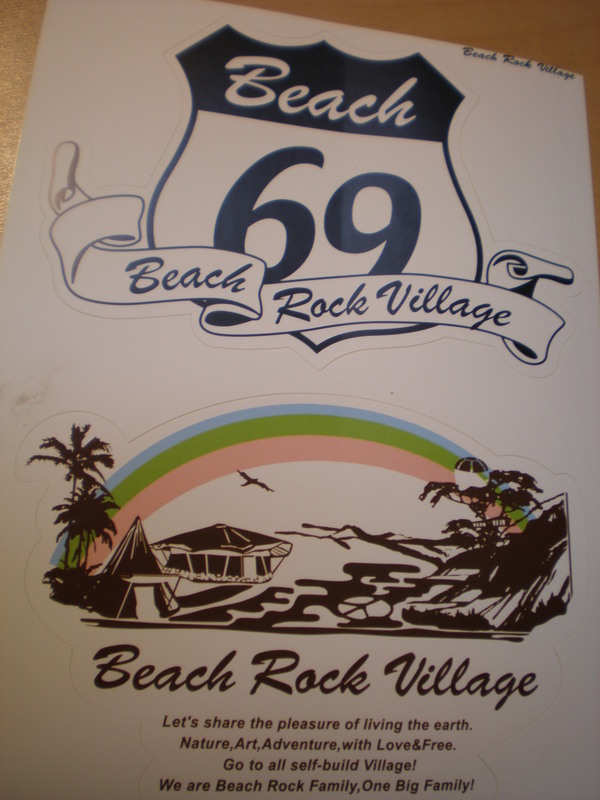 Beach Rock Village
Beach
69
Beach Rock Village
Beach Rock Village
Let's share the pleasure of living the earth.
Nature,Art,Adventure,with Love&Free.
Go to all self-build Village!
We are Beach Rock Family,One Big Family!